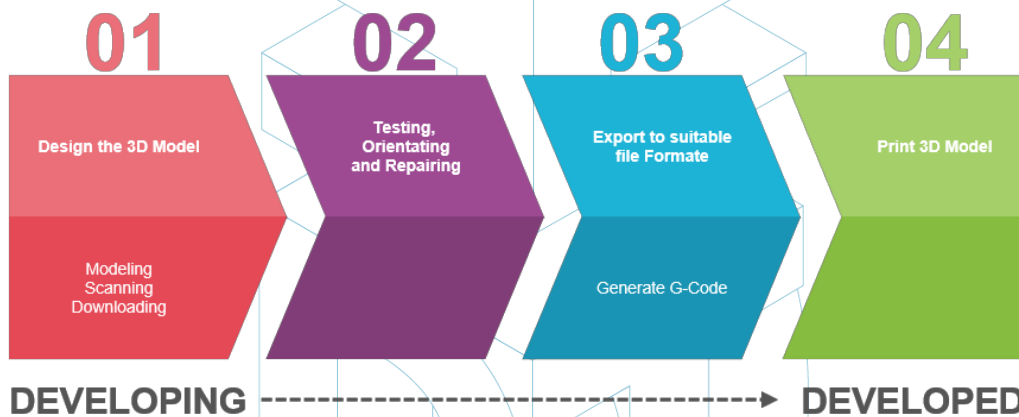 01
02
03
04
Design the 3D Model
Testing,
Orientating
and Repairing
Export to suitable
file Formate
Print 3D Model
Modeling
Scanning
Downloading
Generate G-Code
DEVELOPING
DEVELOPED